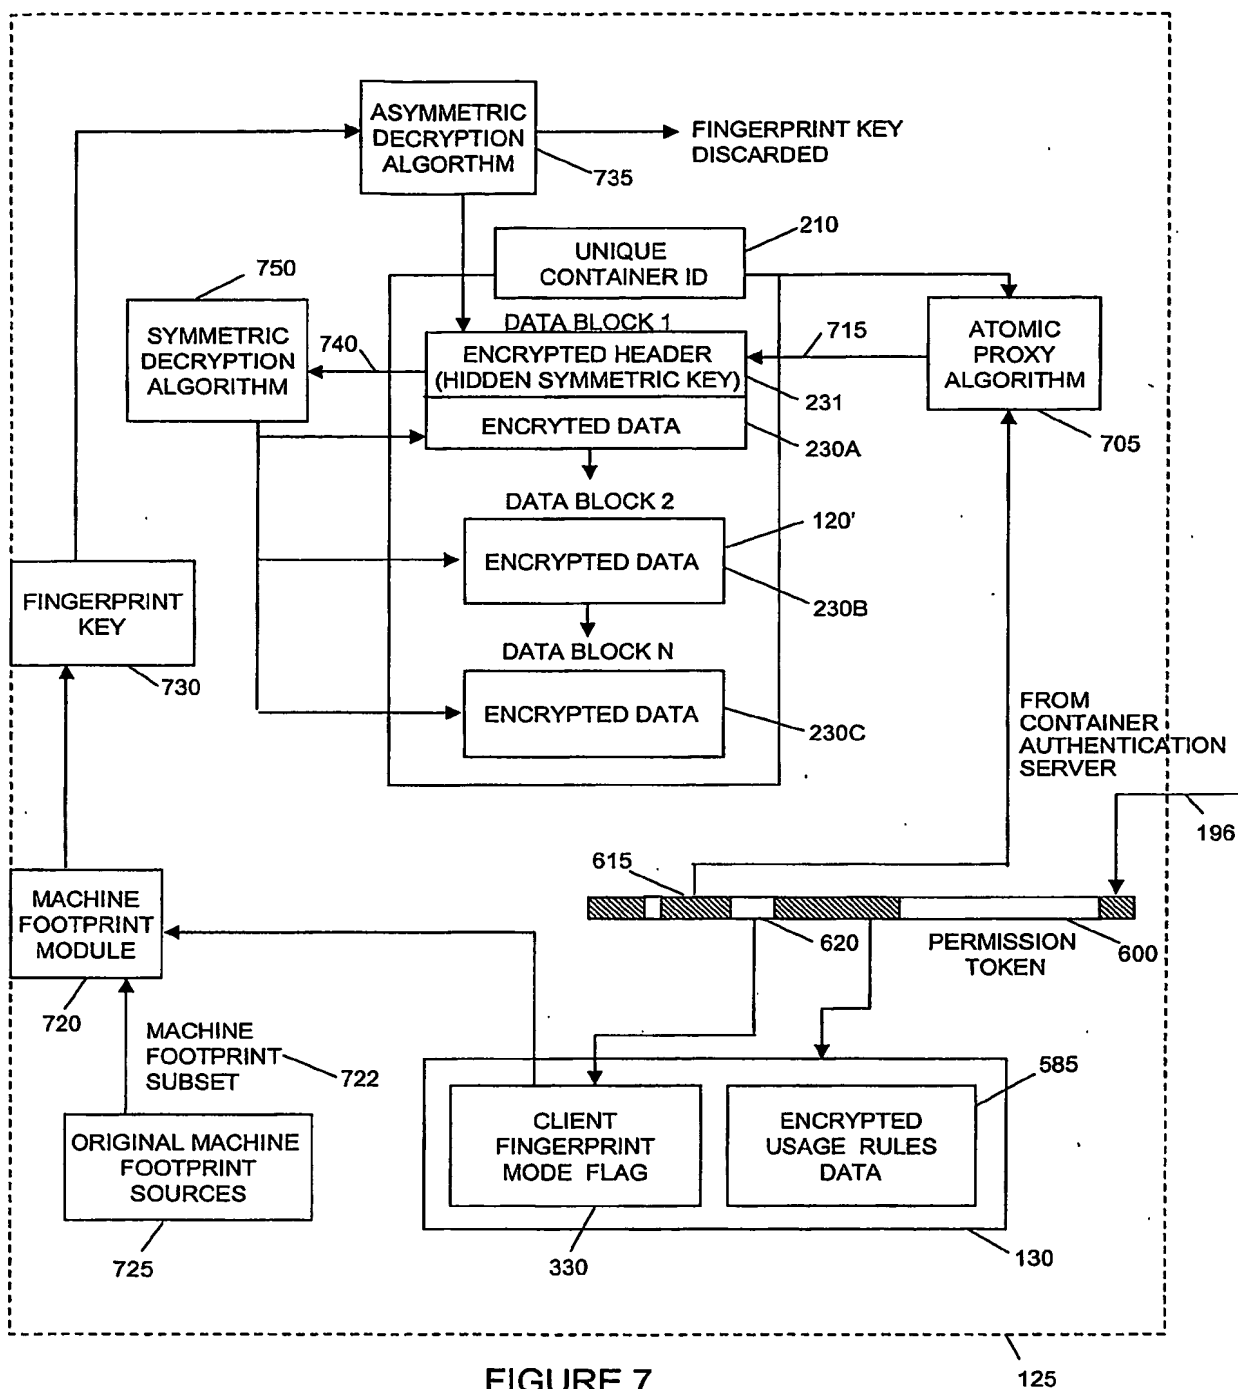 ASYMMETRIC
DECRYPTION
ALGORTHM
735
FINGERPRINT KEY
DISCARDED
210
UNIQUE
CONTAINER ID
750
SYMMETRIC
DECRYPTION
ALGORITHM
740
DATA BLOCK 1
ENCRYPTED HEADER
(HIDDEN SYMMETRIC KEY)
231
715
ATOMIC
PROXY
ALGORITHM
705
ENCRYTED DATA
230A
DATA BLOCK 2
120'
ENCRYPTED DATA
230B
DATA BLOCK N
ENCRYPTED DATA
230C
FINGERPRINT
KEY
730
FROM
CONTAINER
AUTHENTICATION
SERVER
196
615
620
PERMISSION
TOKEN
600
MACHINE
FOOTPRINT
MODULE
720
MACHINE
FOOTPRINT
SUBSET
722
ORIGINAL MACHINE
FOOTPRINT
SOURCES
725
CLIENT
FINGERPRINT
MODE FLAG
330
585
ENCRYPTED
USAGE RULES
DATA
130
125
FIGURE 7